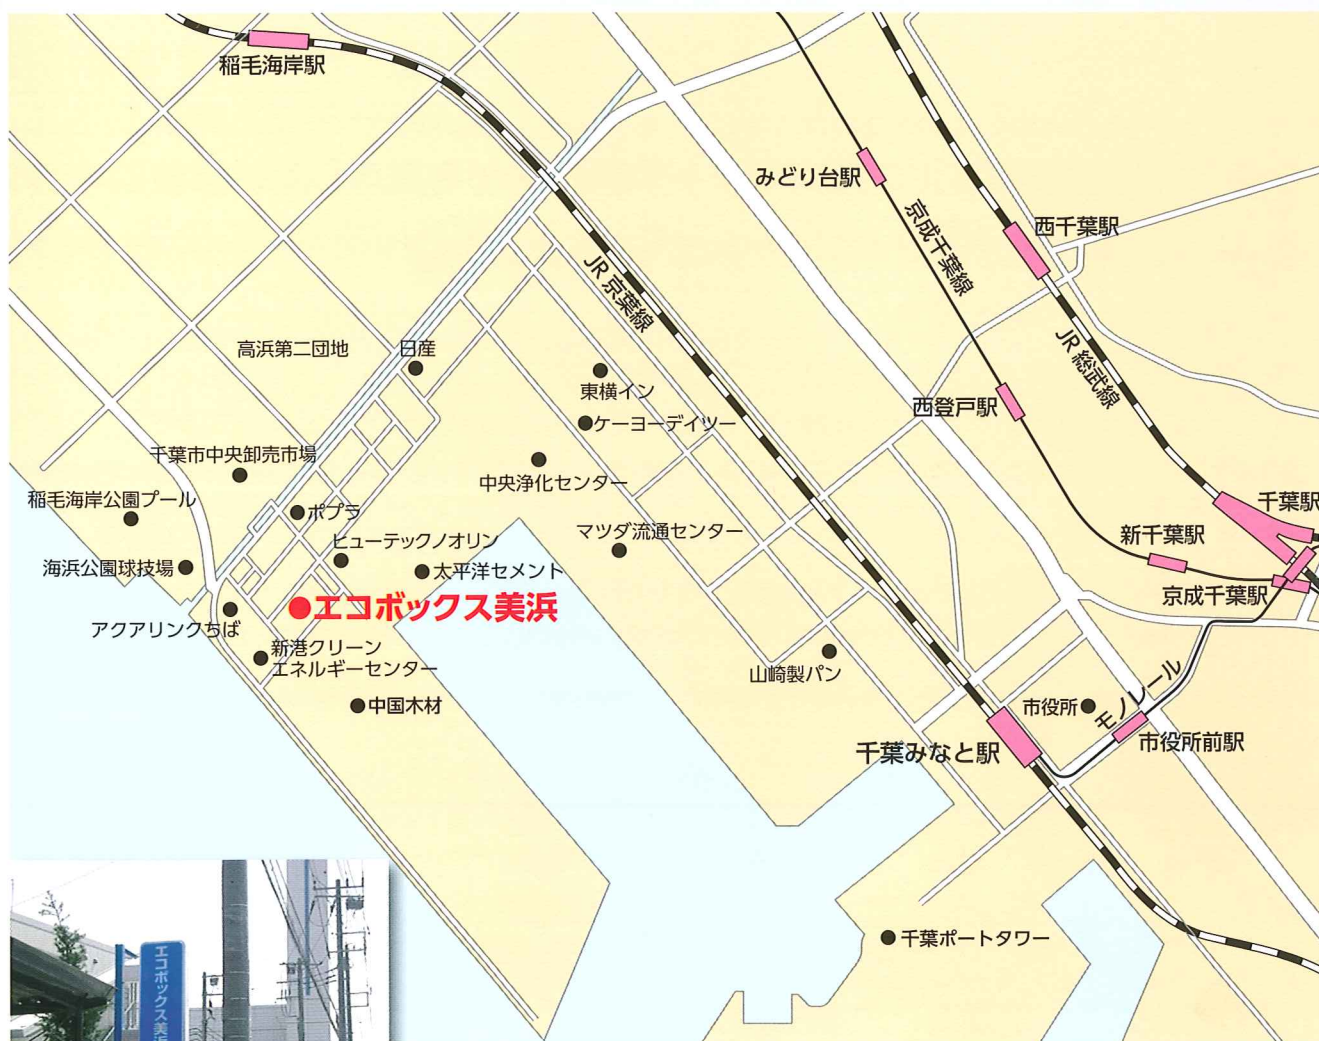 稲毛海岸駅
みどり台駅
京成千葉線
西千葉駅
JR 京葉線
JR 総武線
高浜第二団地
日産
東横イン
西登戸駅
ケーヨーデイツー
千葉市中央卸売市場
中央浄化センター
稲毛海岸公園プール
ポプラ
千葉駅
ヒューテックノオリン
マツダ流通センター
新千葉駅
海浜公園球技場
太平洋セメント
京成千葉駅
エコボックス美浜
アクアリンクちば
新港クリーン
エネルギーセンター
山崎製パン
中国木材
市役所
モノレール
千葉みなと駅
市役所前駅
千葉ポートタワー
エコボックス美浜